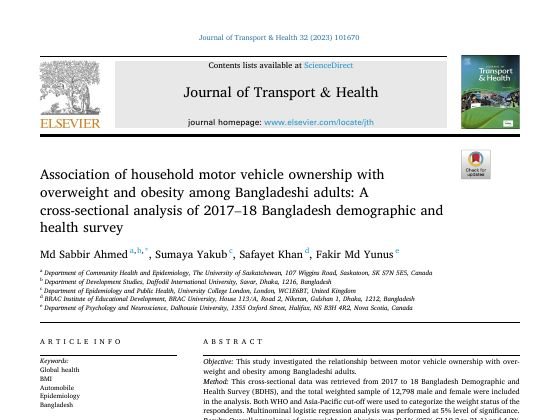 Journal of Transport & Health 32 (2023) 101670
Contents lists available at ScienceDirect
Journal of Transport & Health
journal homepage: www.elsevier.com/locate/jth
ELSEVIER
Transport & Health
Check for
updates
Association of household motor vehicle ownership with
overweight and obesity among Bangladeshi adults: A
cross-sectional analysis of 2017–18 Bangladesh demographic and
health survey
Md Sabbir Ahmed a,b,*, Sumaya Yakub c, Safayet Khan d, Fakir Md Yunus e
a Department of Community Health and Epidemiology, The University of Saskatchewan, 107 Wiggins Road, Saskatoon, SK S7N 5E5, Canada
b Department of Development Studies, Daffodil International University, Savar, Dhaka, 1216, Bangladesh
c Department of Epidemiology and Public Health, University College London, London, WC1E6BT, United Kingdom
d BRAC Institute of Educational Development, BRAC University, House 113/A, Road 2, Niketan, Gulshan 1, Dhaka, 1212, Bangladesh
e Department of Psychology and Neuroscience, Dalhousie University, 1355 Oxford Street, Halifax, NS B3H 4R2, Nova Scotia, Canada
ARTICLE INFO
Keywords:
Global health
BMI
Automobile
Epidemiology
Bangladesh
ABSTRACT
Objective: This study investigated the relationship between motor vehicle ownership with over-
weight and obesity among Bangladeshi adults.
Method: This cross-sectional data was retrieved from 2017 to 18 Bangladesh Demographic and
Health Survey (BDHS), and the total weighted sample of 12,798 male and female were included
in the analysis. Both WHO and Asia-Pacific cut-off were used to categorize the weight status of the
respondents. Multinominal logistic regression analysis was performed at 5% level of significance.